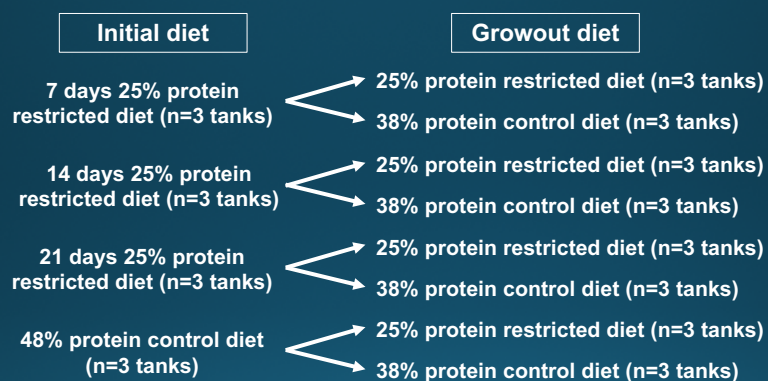 Initial diet
Growout diet
7 days 25% protein
restricted diet (n=3 tanks)
25% protein restricted diet (n=3 tanks)
38% protein control diet (n=3 tanks)
14 days 25% protein
restricted diet (n=3 tanks)
25% protein restricted diet (n=3 tanks)
38% protein control diet (n=3 tanks)
21 days 25% protein
restricted diet (n=3 tanks)
25% protein restricted diet (n=3 tanks)
38% protein control diet (n=3 tanks)
48% protein control diet
(n=3 tanks)
25% protein restricted diet (n=3 tanks)
38% protein control diet (n=3 tanks)